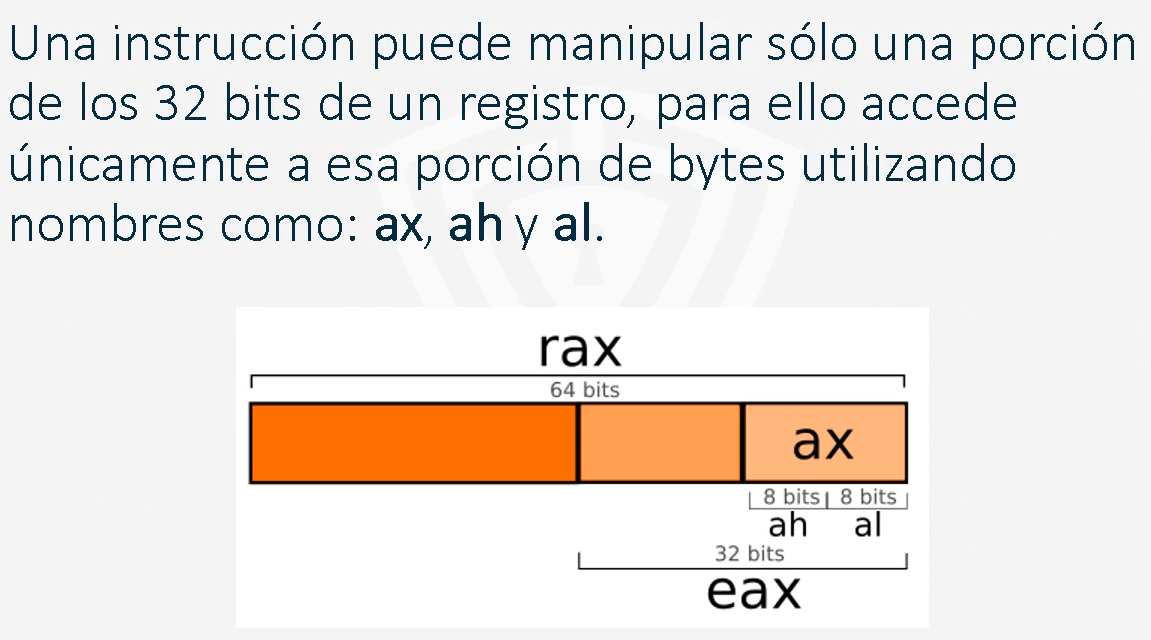 Una instrucción puede manipular sólo una porción
de los 32 bits de un registro, para ello accede
únicamente a esa porción de bytes utilizando
nombres como: ax, ah y al.
rax
64 bits
ax
8 bits 8 bits
ah al
32 bits
eax